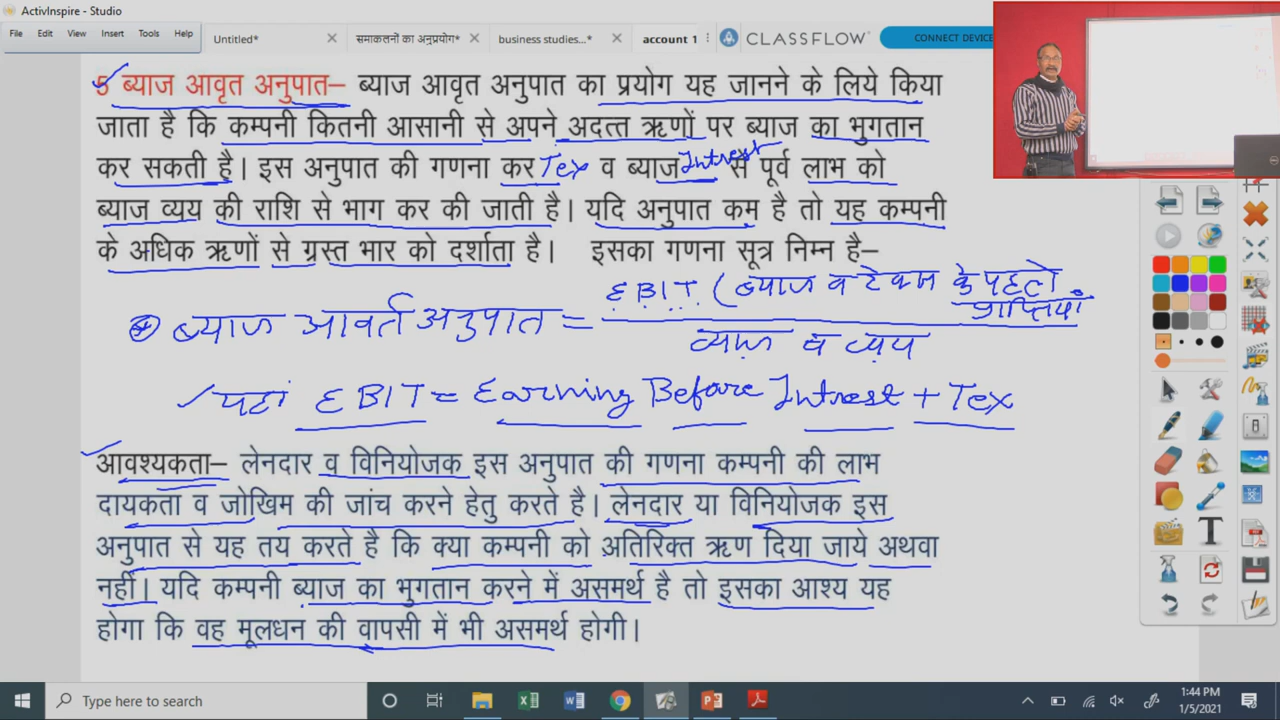 ActivInspire - Studio
File Edit View Insert Tools Help
Untitled*
समाकलनों का अनुप्रयोग*
business studies...*
account 1
CLASSFLOW
CONNECT DEVICE
5 ब्याज आवृत अनुपात– ब्याज आवृत अनुपात का प्रयोग यह जानने के लिये किया
जाता है कि कम्पनी कितनी आसानी से अपने अदत्त ऋणों पर ब्याज का भुगतान
कर सकती है। इस अनुपात की गणना कर Tex व ब्याज Intrest से पूर्व लाभ को
ब्याज व्यय की राशि से भाग कर की जाती है। यदि अनुपात कम है तो यह कम्पनी
के अधिक ऋणों से ग्रस्त भार को दर्शाता है। इसका गणना सूत्र निम्न है–
EBIT (ब्याज व टेक्ज के पहले
ब्याज आवर्त अनुपात =
ब्याज व व्यय
यहां EBIT = Earning Before Intrest + Tex
आवश्यकता– लेनदार व विनियोजक इस अनुपात की गणना कम्पनी की लाभ
दायकता व जोखिम की जांच करने हेतु करते है। लेनदार या विनियोजक इस
अनुपात से यह तय करते है कि क्या कम्पनी को अतिरिक्त ऋण दिया जाये अथवा
नहीं। यदि कम्पनी ब्याज का भुगतान करने में असमर्थ है तो इसका आश्य यह
होगा कि वह मूलधन की वापसी में भी असमर्थ होगी।
Type here to search
1:44 PM
1/5/2021